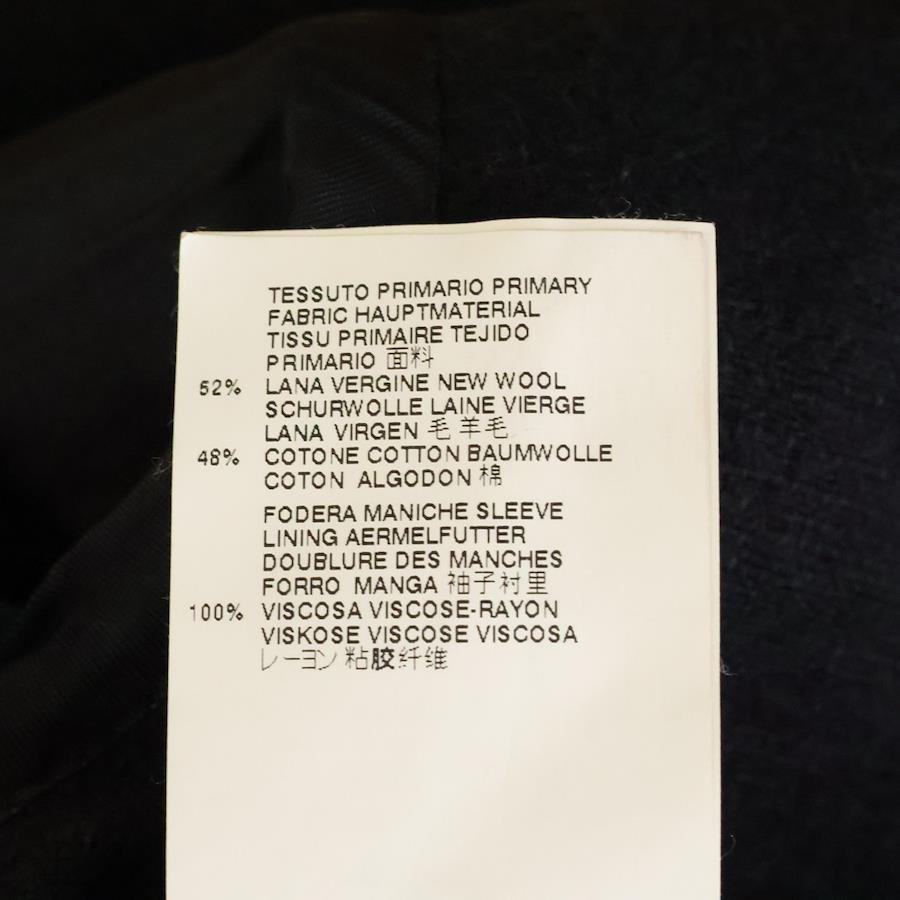 TESSUTO PRIMARIO PRIMARY
FABRIC HAUPTMATERIAL
TISSU PRIMAIRE TEJIDO
PRIMARIO 面料
52% LANA VERGINE NEW WOOL
SCHURWOLLE LAINE VIERGE
LANA VIRGEN 毛 羊毛
48% COTONE COTTON BAUMWOLLE
COTON ALGODON 棉
FODERA MANICHE SLEEVE
LINING AERMELFUTTER
DOUBLURE DES MANCHES
FORRO MANGA 袖子衬里
100% VISCOSA VISCOSE-RAYON
VISKOSE VISCOSE VISCOSA
レーヨン 粘胶纤维